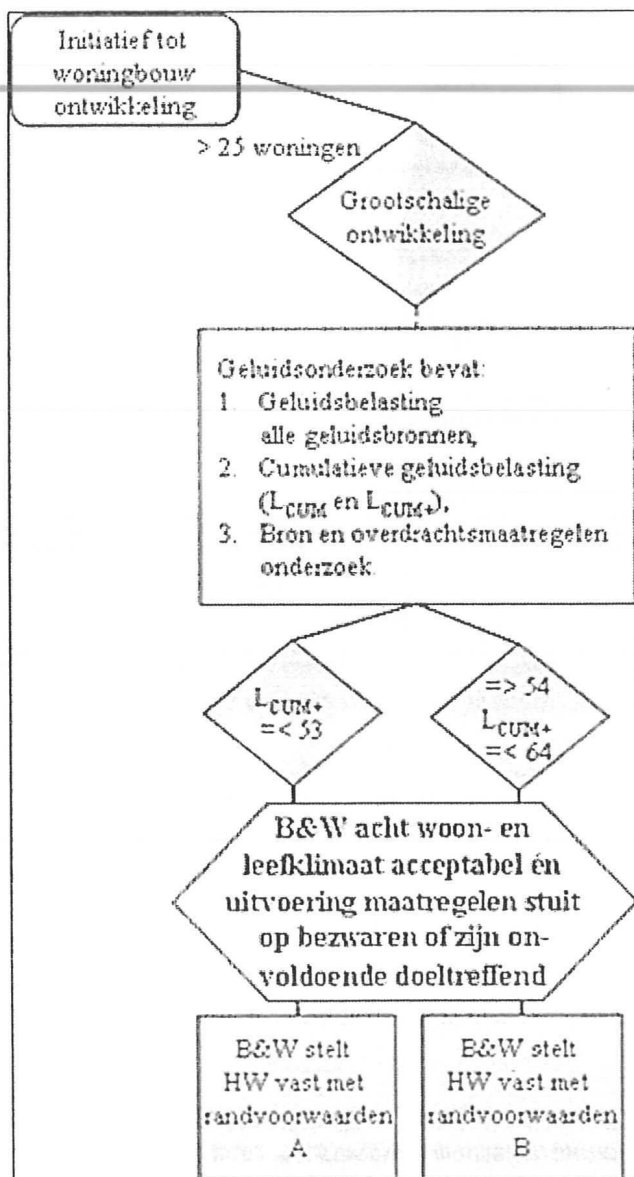 Initiatief tot
woningbouw
ontwikkeling
> 25 woningen
Grootschalige
ontwikkeling
Geluidsonderzoek bevat:
1. Geluidsbelasting
alle geluidsbronnen,
2. Cumulatieve geluidsbelasting
(LCUM en LCUM+),
3. Bron en overdrachtsmaatregelen
onderzoek
LCUM+
=< 53
=> 54
LCUM+
=< 64
B&W acht woon- en
leefklimaat acceptabel én
uitvoering maatregelen stuit
op bezwaren of zijn on-
voldoende doeltreffend
B&W stelt
HW vast met
randvoorwaarden
A
B&W stelt
HW vast met
randvoorwaarden
B